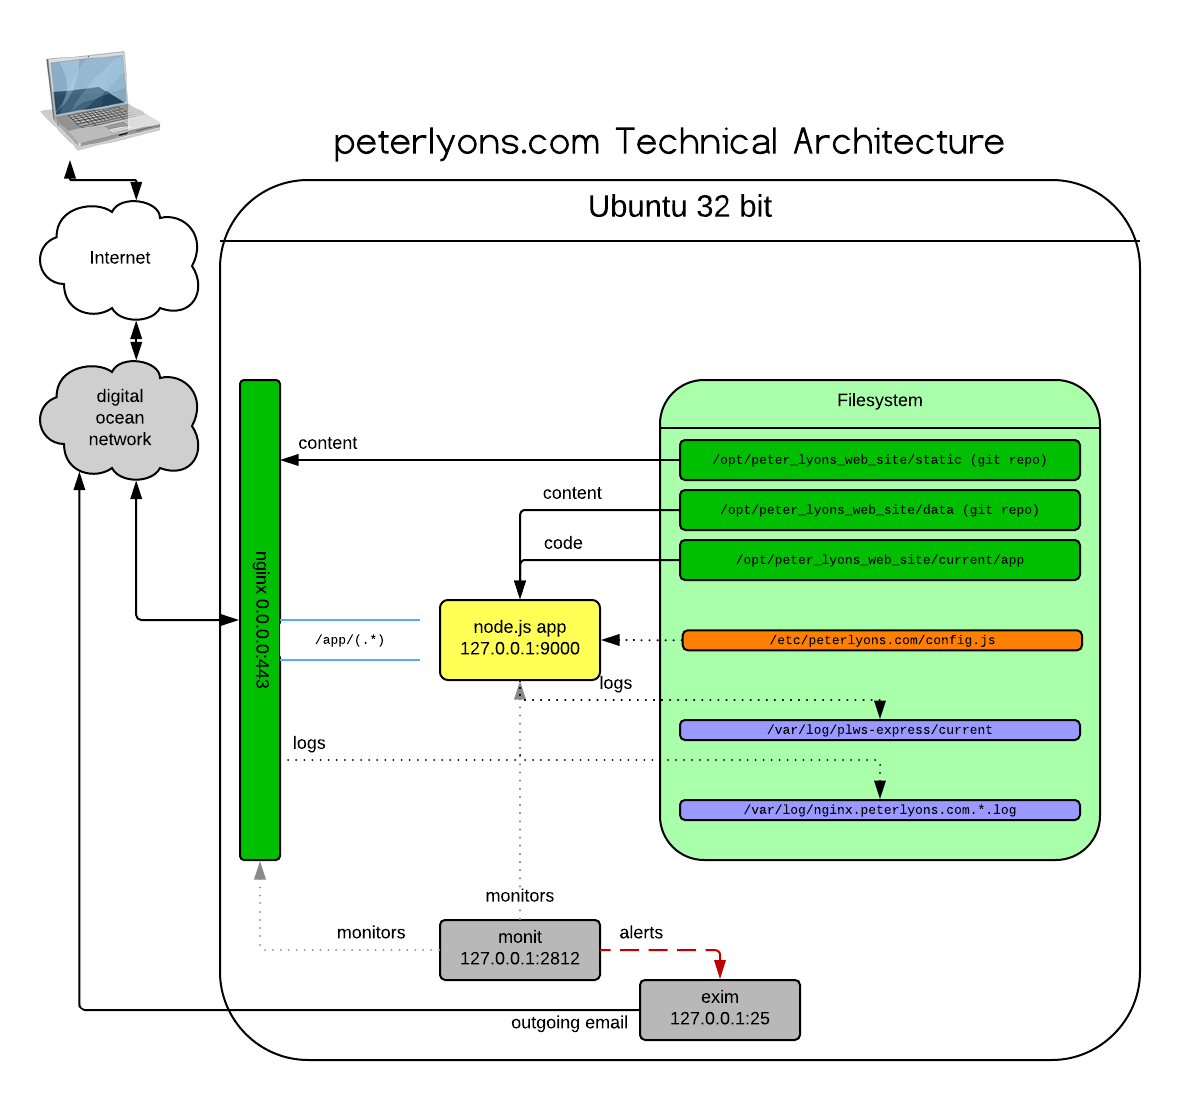 peterlyons.com Technical Architecture
Ubuntu 32 bit
Internet
digital
ocean
network
Filesystem
content
/opt/peter_lyons_web_site/static (git repo)
content
/opt/peter_lyons_web_site/data (git repo)
code
/opt/peter_lyons_web_site/current/app
nginx 0.0.0.0:443
/app/(.*)
node.js app
127.0.0.1:9000
/etc/peterlyons.com/config.js
logs
/var/log/plws-express/current
logs
/var/log/nginx.peterlyons.com.*.log
monitors
monitors
monit
127.0.0.1:2812
alerts
exim
127.0.0.1:25
outgoing email